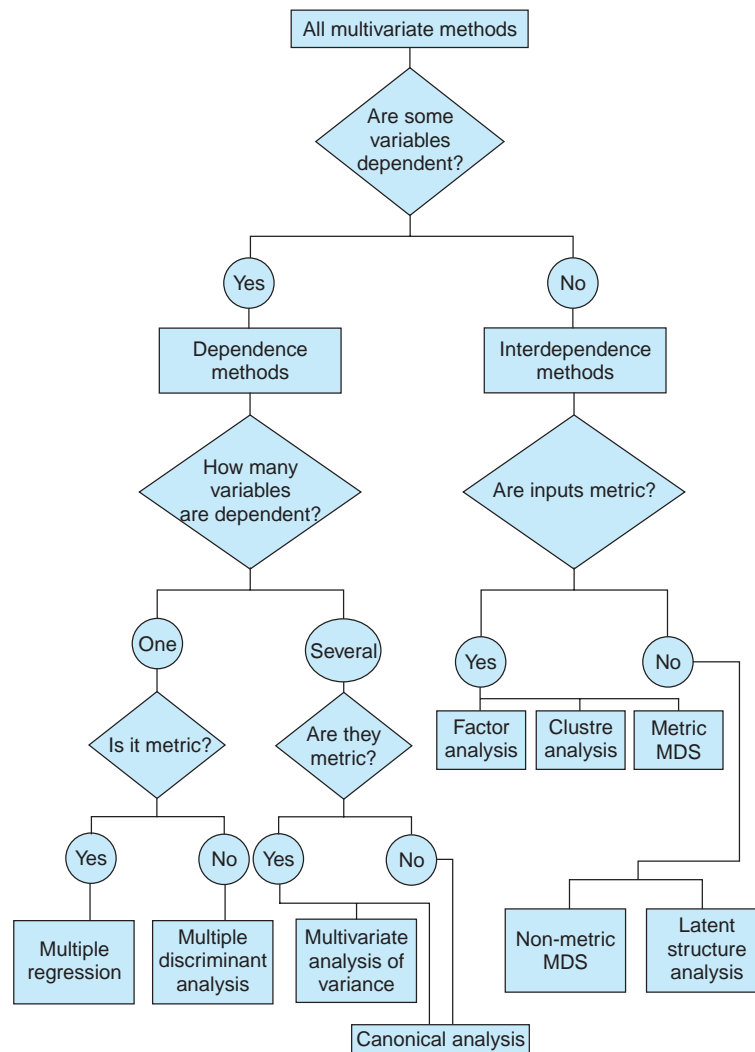 All multivariate methods
Are some
variables
dependent?
Yes
No
Dependence
methods
Interdependence
methods
How many
variables
are dependent?
Are inputs metric?
One
Several
Yes
No
Is it metric?
Are they
metric?
Factor
analysis
Clustre
analysis
Metric
MDS
Yes
No
Yes
No
Multiple
regression
Multiple
discriminant
analysis
Multivariate
analysis of
variance
Non-metric
MDS
Latent
structure
analysis
Canonical analysis